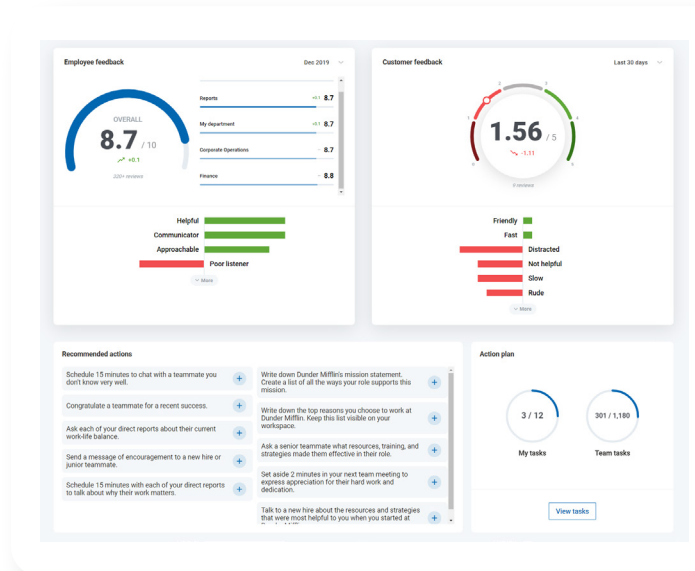 Employee feedback
Dec 2019
OVERALL
8.7 / 10
+0.1
200+ reviews
Reports
+0.1 8.7
My department
+0.1 8.7
Corporate Operations
- 8.7
Finance
- 8.8
Helpful
Communicator
Approachable
Poor listener
More
Customer feedback
Last 30 days
1.56 / 5
-1.11
9 reviews
Friendly
Fast
Distracted
Not helpful
Slow
Rude
More
Recommended actions
Schedule 15 minutes to chat with a teammate you
don't know very well.
Congratulate a teammate for a recent success.
Ask each of your direct reports about their current
work-life balance.
Send a message of encouragement to a new hire or
junior teammate.
Schedule 15 minutes with each of your direct reports
to talk about why their work matters.
Write down Dunder Mifflin's mission statement.
Create a list of all the ways your role supports this
mission.
Write down the top reasons you choose to work at
Dunder Mifflin. Keep this list visible on your
workspace.
Ask a senior teammate what resources, training, and
strategies made them effective in their role.
Set aside 2 minutes in your next team meeting to
express appreciation for their hard work and
dedication.
Talk to a new hire about the resources and strategies
that were most helpful to you when you started at
Action plan
3 / 12
My tasks
301 / 1,180
Team tasks
View tasks